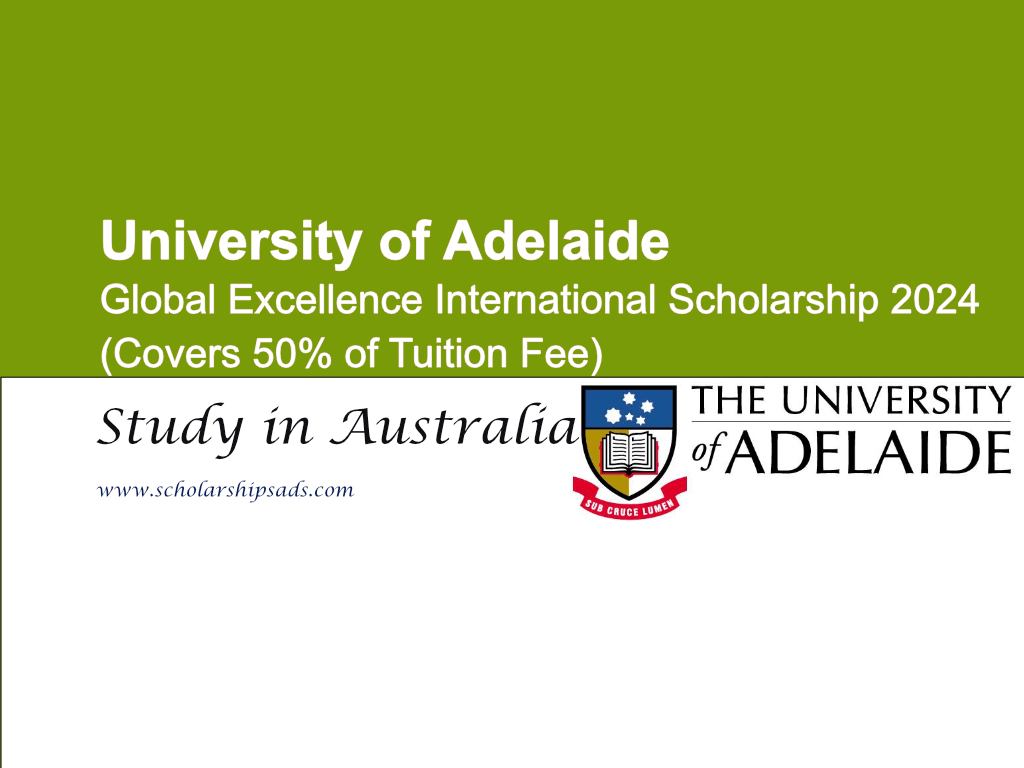 University of Adelaide
Global Excellence International Scholarship 2024
(Covers 50% of Tuition Fee)
Study in Australia
www.scholarshipsads.com
THE UNIVERSITY
of ADELAIDE
SUB CRUCE LUMEN